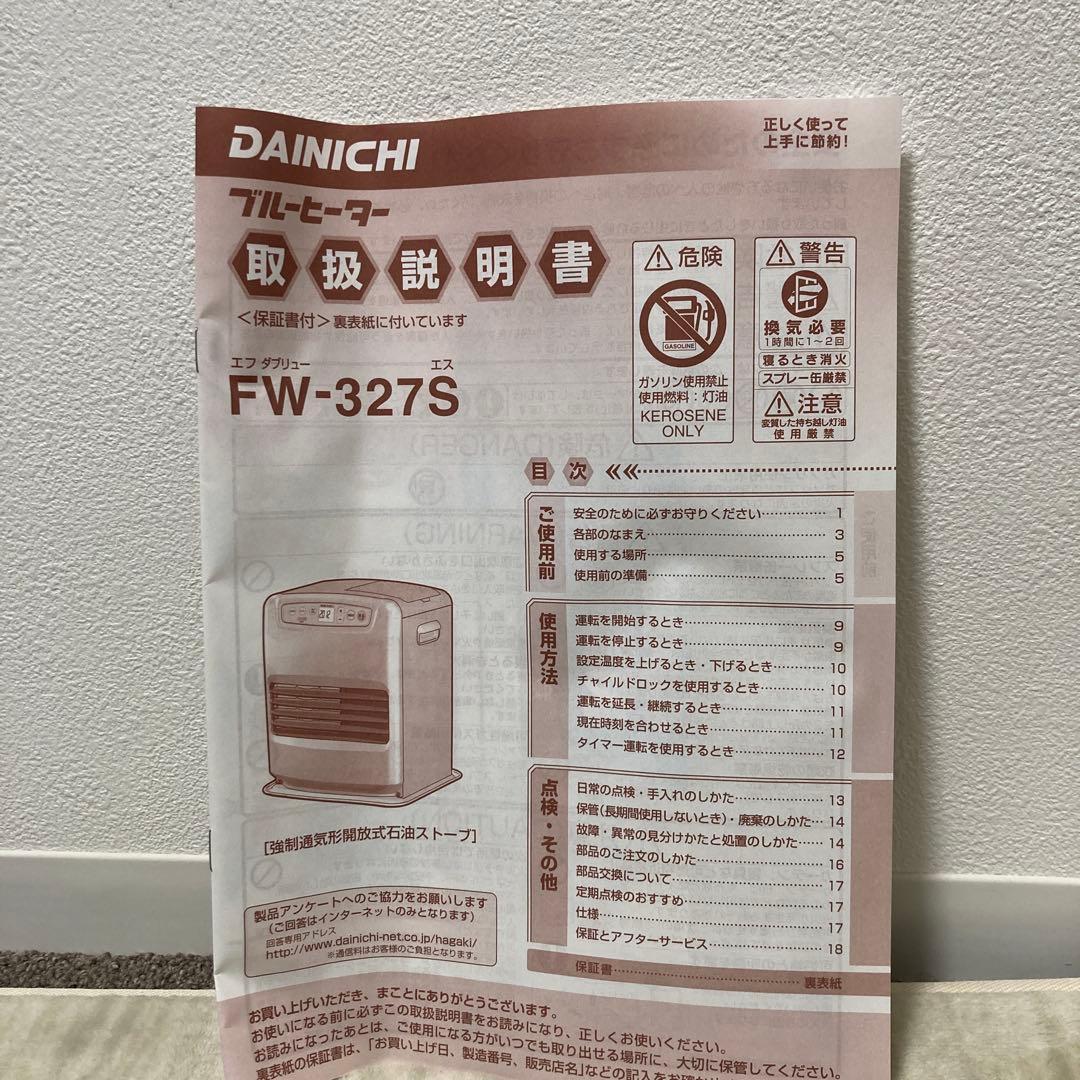 DAINICHI
正しく使って
上手に節約!
ブルーヒーター
取扱説明書
<保証書付>裏表紙に付いています
エフ ダブリュー エス
FW-327S
危険
GASOLINE
ガソリン使用禁止
使用燃料:灯油
KEROSENE
ONLY
警告
換気必要
1時間に1~2回
寝るとき消火
スプレー缶厳禁
注意
変質した持ち越し灯油
使用厳禁
目次
ご使用前
安全のために必ずお守りください 1
各部のなまえ 3
使用する場所 5
使用前の準備 5
使用方法
運転を開始するとき 9
運転を停止するとき 9
設定温度を上げるとき・下げるとき 10
チャイルドロックを使用するとき 10
運転を延長・継続するとき 11
現在時刻を合わせるとき 11
タイマー運転を使用するとき 12
点検・その他
日常の点検・手入れのしかた 13
保管(長期間使用しないとき)・廃棄のしかた 14
故障・異常の見分けかたと処置のしかた 14
部品のご注文のしかた 16
部品交換について 17
定期点検のおすすめ 17
仕様 17
保証とアフターサービス 18
保証書 裏表紙
[強制通気形開放式石油ストーブ]
製品アンケートへのご協力をお願いします
(ご回答はインターネットのみとなります)
回答専用アドレス
http://www.dainichi-net.co.jp/hagaki/
※通信料はお客様のご負担となります。
お買い上げいただき、まことにありがとうございます。
お使いになる前に必ずこの取扱説明書をお読みになり、正しくお使いください。
お読みになったあとは、ご使用になる方がいつでも取り出せる場所に、大切に保管してください。
裏表紙の保証書は、「お買い上げ日、製造番号、販売店名」などの記入をお確か